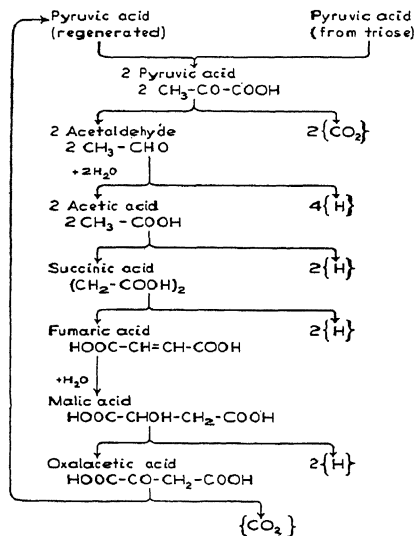 Pyruvic acid
(regenerated)
Pyruvic acid
(from triose)
2 Pyruvic acid
2 CH₃-CO-COOH
2 Acetaldehyde
2 CH₃-CHO
2{CO₂}
+2H₂O
2 Acetic acid
2 CH₃-COOH
4{H}
Succinic acid
(CH₂-COOH)₂
2{H}
Fumaric acid
HOOC-CH=CH-COOH
2{H}
+H₂O
Malic acid
HOOC-CHOH-CH₂-COOH
Oxalacetic acid
HOOC-CO-CH₂-COOH
2{H}
{CO₂}